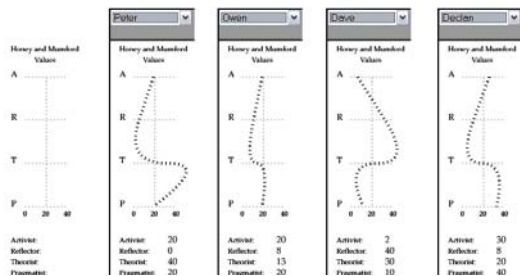 Peter
Owen
Dave
Declan
Honey and Mumford
Values
A
R
T
P
0 20 40
Activist:
Reflector:
Theorist:
Pragmatist:
Honey and Mumford
Values
A
R
T
P
0 20 40
Activist: 20
Reflector: 0
Theorist: 40
Pragmatist: 20
Honey and Mumford
Values
A
R
T
P
0 20 40
Activist: 20
Reflector: 8
Theorist: 13
Pragmatist: 20
Honey and Mumford
Values
A
R
T
P
0 20 40
Activist: 2
Reflector: 40
Theorist: 30
Pragmatist: 10
Honey and Mumford
Values
A
R
T
P
0 20 40
Activist: 30
Reflector: 8
Theorist: 20
Pragmatist: 40